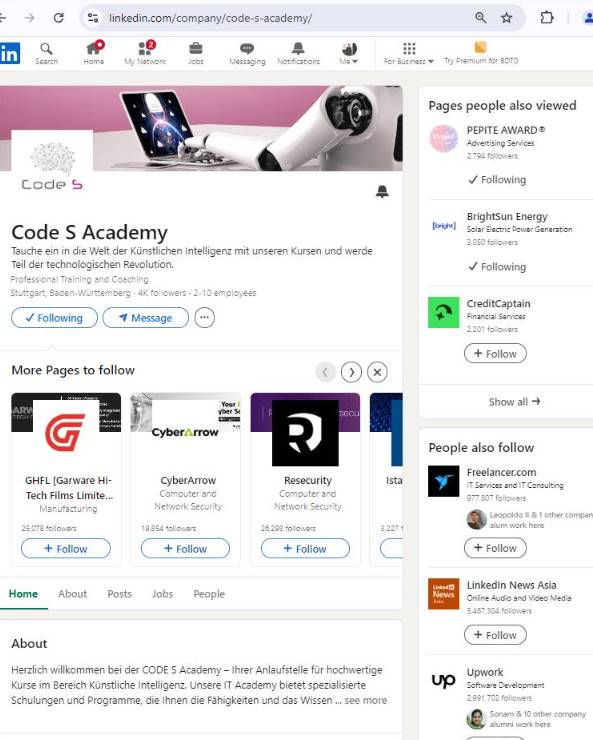 linkedin.com/company/code-s-academy/
in
Search
Home
2
My Network
Jobs
Messaging
Notifications
Me
For Business
Try Premium for BDT0
Code S
Code S Academy
Tauche ein in die Welt der Künstlichen Intelligenz mit unseren Kursen und werde
Teil der technologischen Revolution.
Professional Training and Coaching
Stuttgart, Baden-Württemberg · 4K followers · 2-10 employees
Following
Message
More Pages to follow
GHFL [Garware Hi-
Tech Films Limite...
Manufacturing
25,078 followers
+ Follow
CyberArrow
CyberArrow
Computer and
Network Security
19,854 followers
+ Follow
Resecurity
Computer and
Network Security
26,298 followers
+ Follow
Ista
3,227 f
Home
About
Posts
Jobs
People
About
Herzlich willkommen bei der CODE S Academy – Ihrer Anlaufstelle für hochwertige
Kurse im Bereich Künstliche Intelligenz. Unsere IT Academy bietet spezialisierte
Schulungen und Programme, die Ihnen die Fähigkeiten und das Wissen ... see more
Pages people also viewed
PEPITE AWARD®
Advertising Services
2,794 followers
Following
[bright]
BrightSun Energy
Solar Electric Power Generation
3,050 followers
Following
CreditCaptain
Financial Services
2,201 followers
+ Follow
Show all
People also follow
Freelancer.com
IT Services and IT Consulting
977,807 followers
Leopoldo II & 1 other compan
alum work here
+ Follow
LinkedIn
News
Asia
LinkedIn News Asia
Online Audio and Video Media
5,467,304 followers
+ Follow
up
Upwork
Software Development
2,991,702 followers
Sonam & 10 other company
alumni work here